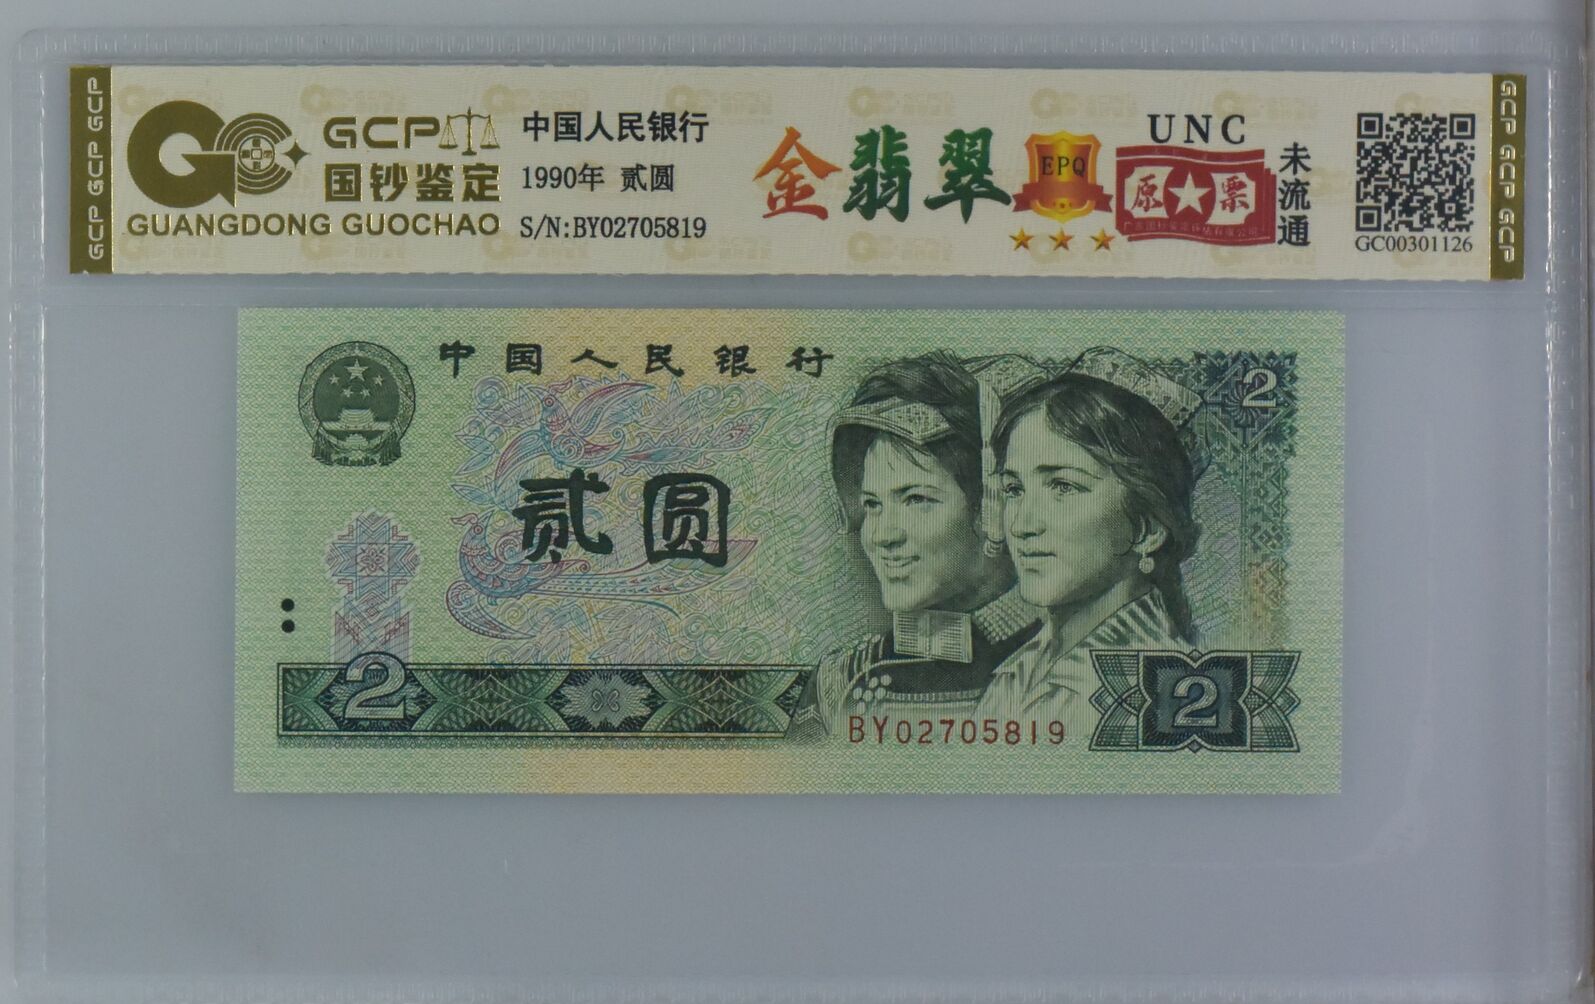 GCP GCP GCP
GCP
国钞鉴定
GUANGDONG GUOCHAO
中国人民银行
1990年 贰圆
S/N:BY02705819
金翡翠
EPQ
UNC
原票
未流通
GC00301126
GCP GCP GCP
中国人民银行
2
贰圆
2
2
BY02705819